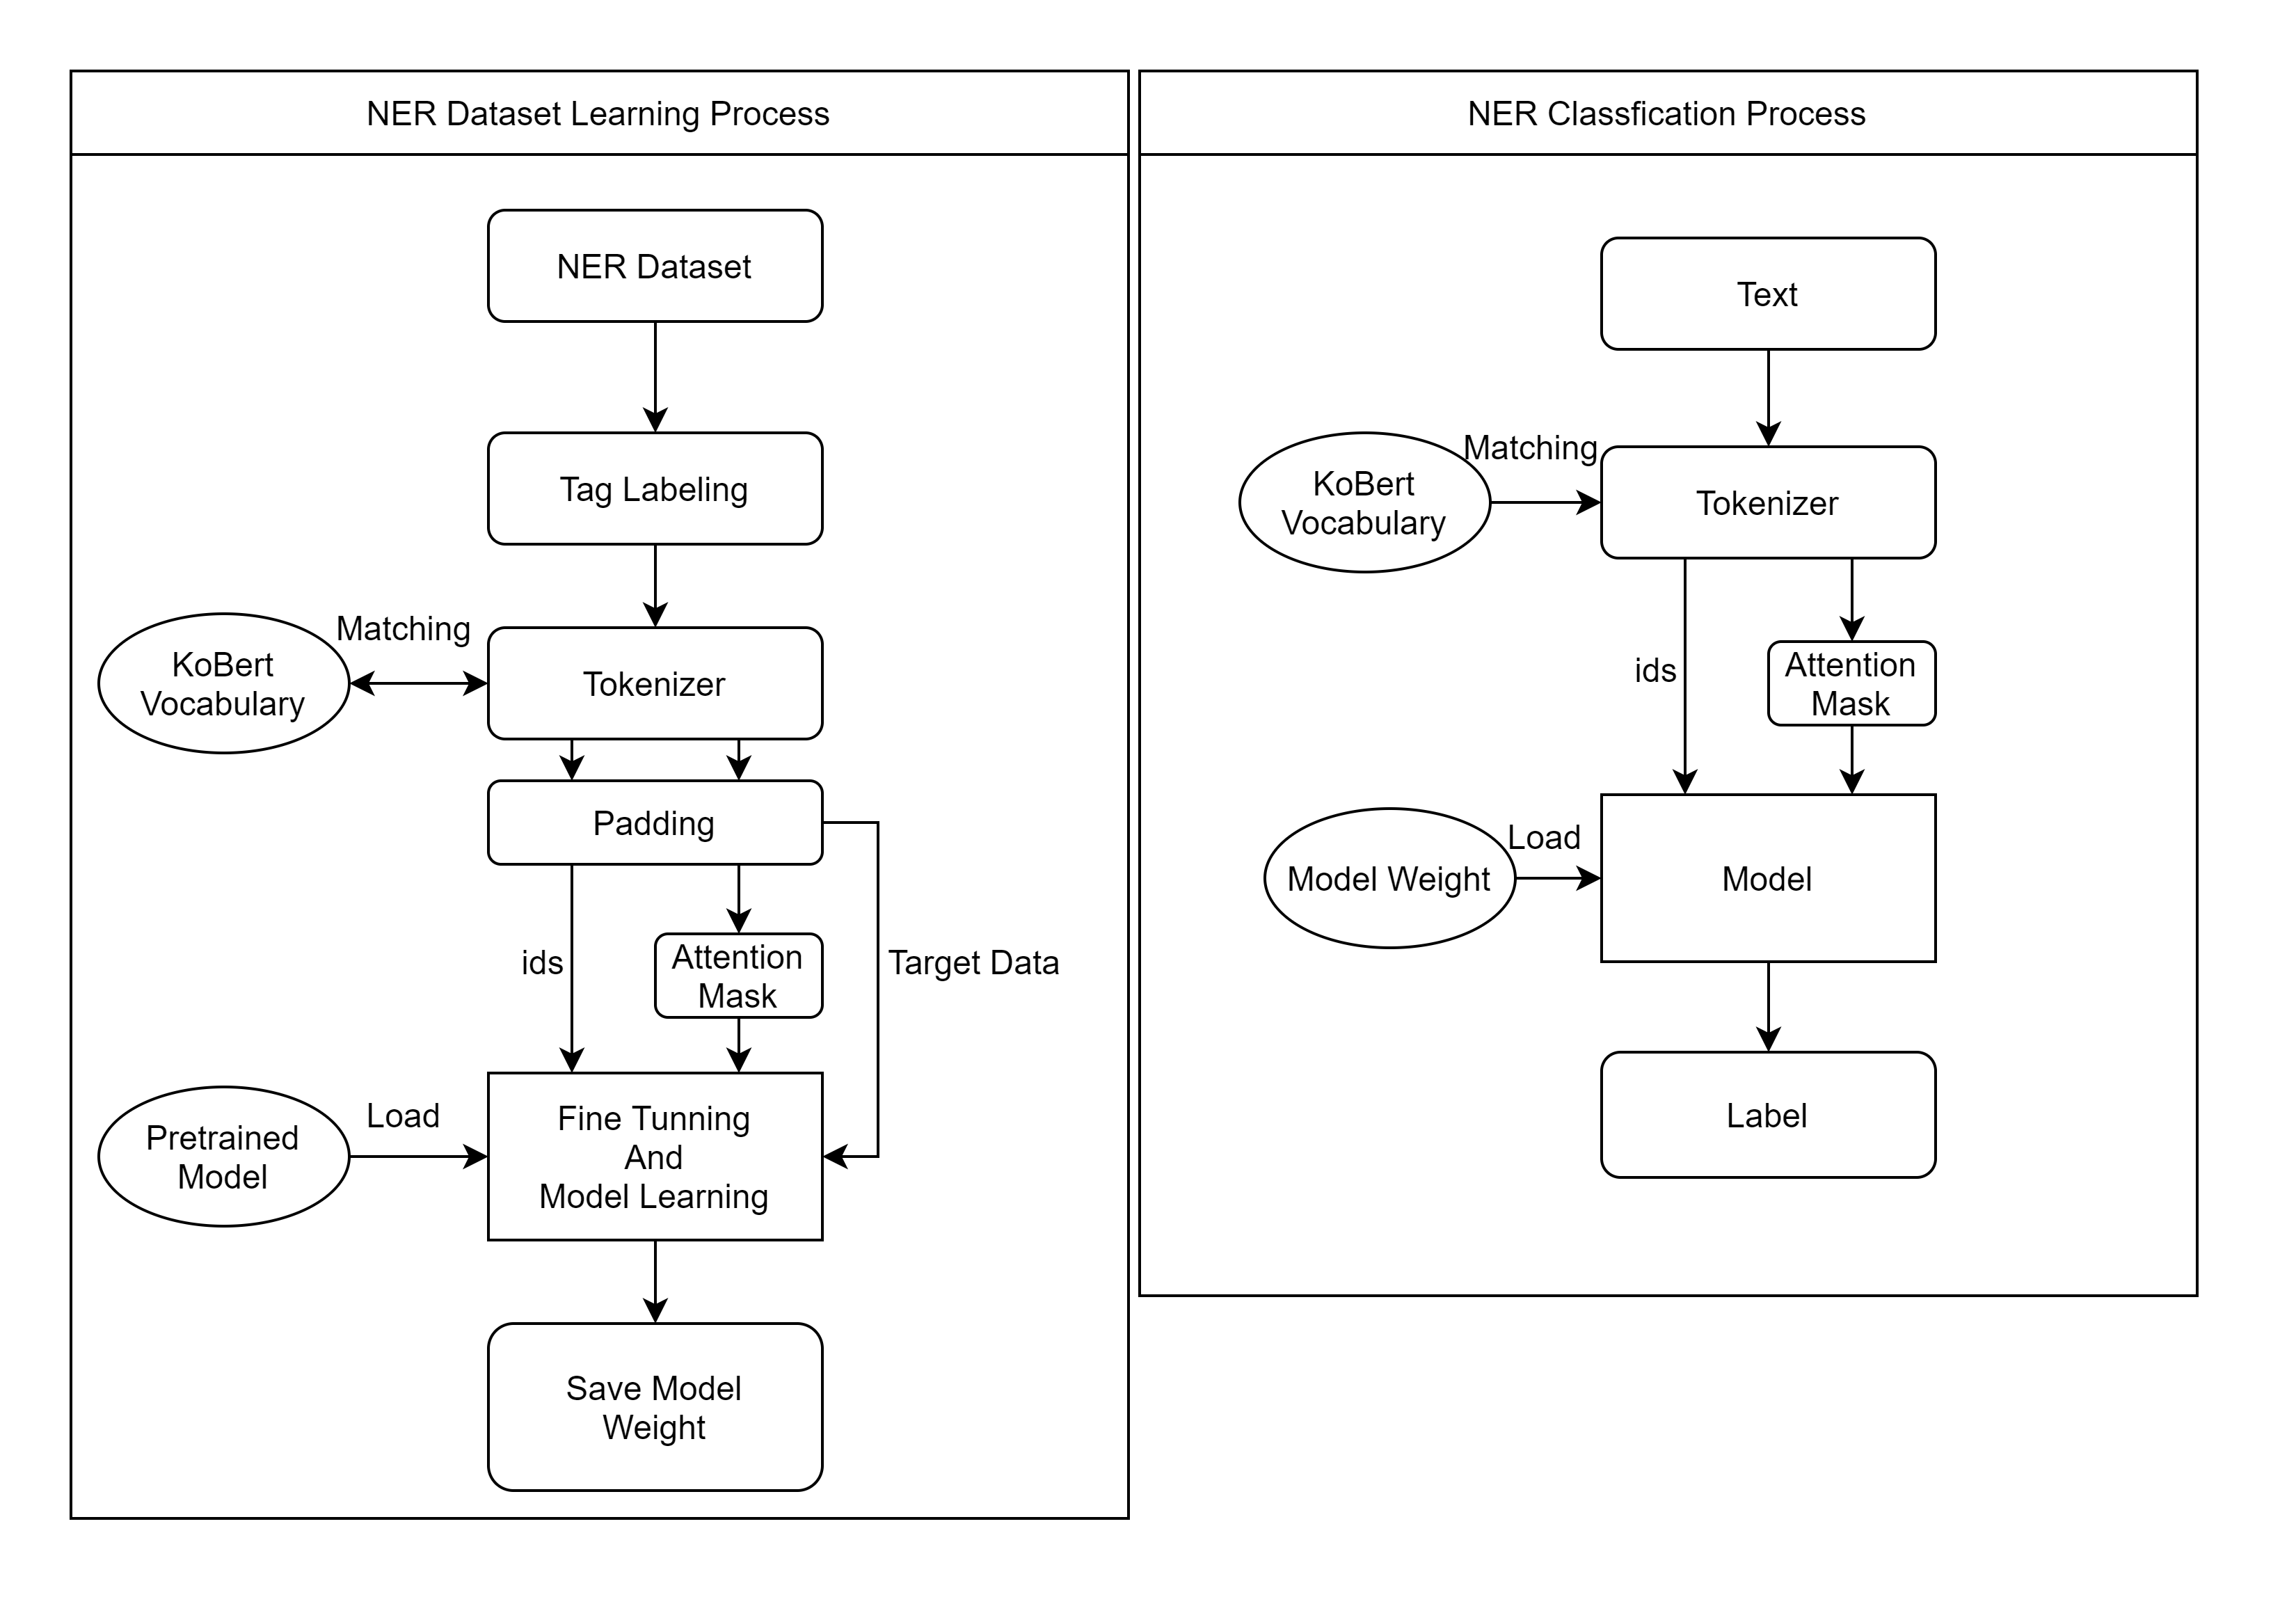 NER Dataset Learning Process
NER Dataset
Tag Labeling
Matching
KoBert
Vocabulary
Tokenizer
Padding
ids
Attention
Mask
Target Data
Load
Pretrained
Model
Fine Tunning
And
Model Learning
Save Model
Weight
NER Classfication Process
Text
Matching
KoBert
Vocabulary
Tokenizer
ids
Attention
Mask
Load
Model Weight
Model
Label